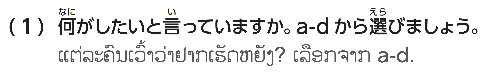 (1) 何がしたいと言っていますか。a-dから選びましょう。
ແຕ່ລະຄົນເວົ້າວ່າຢາກເຮັດຫຍັງ? ເລືອກຈາກ a-d.